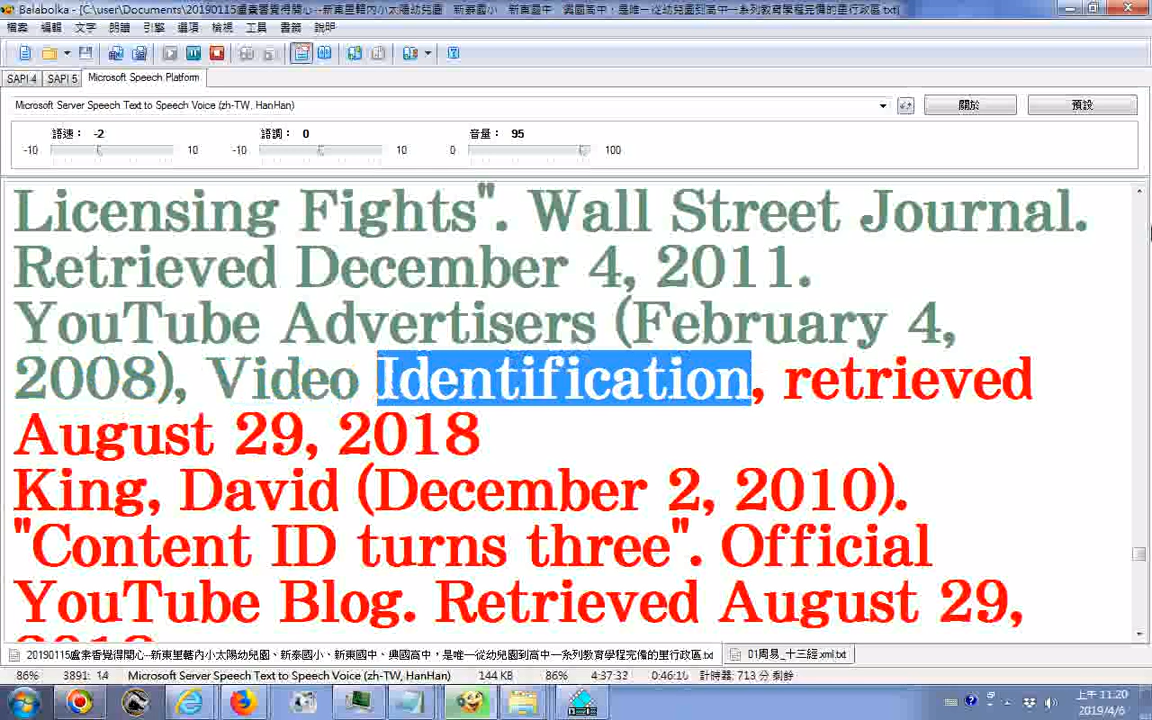 Balabolka - [C:\user\Documents\20190115盧素香覺得開心--新東里轄內小太陽幼兒園、新泰國小、新東國中、興國高中，是唯一從幼兒園到高中一系列教育學程完備的里行政區.txt]
檔案 編輯 文字 朗讀 引擎 選項 檢視 工具 書籤 說明
SAPI 4 SAPI 5 Microsoft Speech Platform
Microsoft Server Speech Text to Speech Voice (zh-TW, HanHan) 關於 預設
語速： -2 語調： 0 音量： 95
-10 10 -10 10 0 100
Licensing Fights". Wall Street Journal.
Retrieved December 4, 2011.
YouTube Advertisers (February 4,
2008), Video Identification, retrieved
August 29, 2018
King, David (December 2, 2010).
"Content ID turns three". Official
YouTube Blog. Retrieved August 29,
2018
20190115盧素香覺得開心--新東里轄內小太陽幼兒園、新泰國小、新東國中、興國高中，是唯一從幼兒園到高中一系列教育學程完備的里行政區.txt 01周易_十三經.xml.txt
86% 3891: 14 Microsoft Server Speech Text to Speech Voice (zh-TW, HanHan) 144 KB 86% 4:37:32 0:46:16 計時器: 713 分 剩餘
上午 11:20
2019/4/6